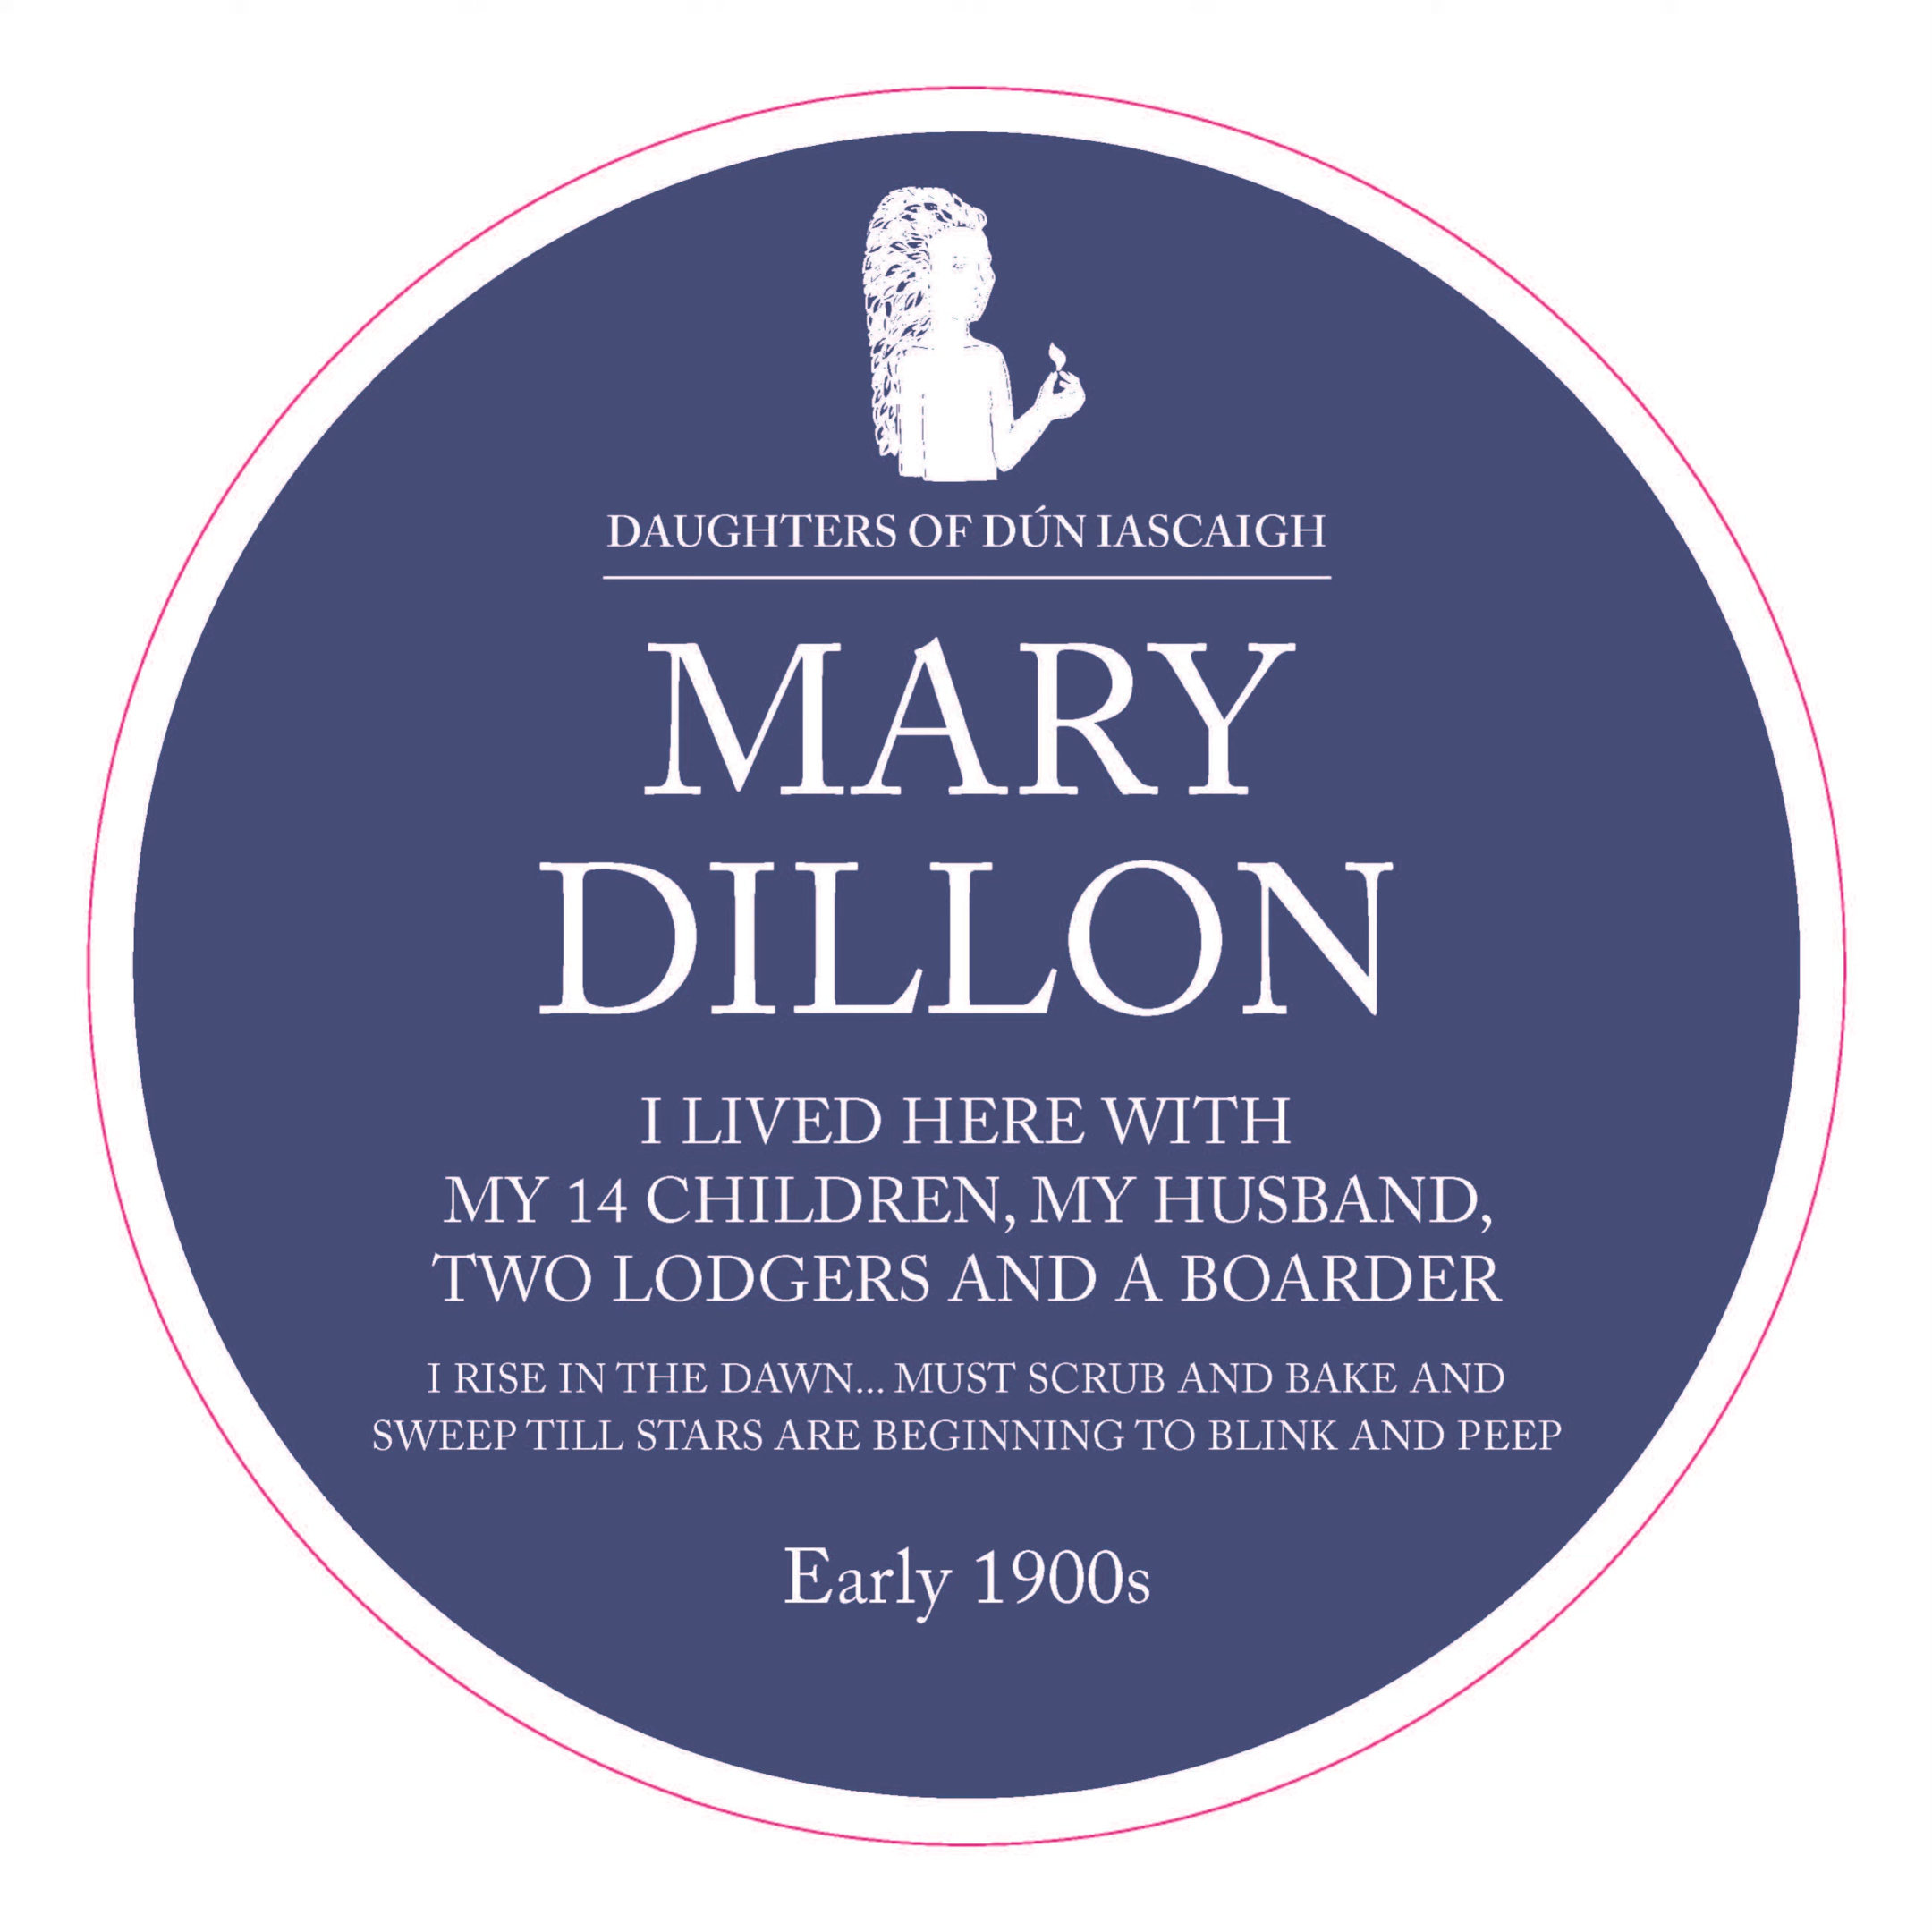 DAUGHTERS OF DÚN IASCAIGH
MARY
DILLON
I LIVED HERE WITH
MY 14 CHILDREN, MY HUSBAND,
TWO LODGERS AND A BOARDER
I RISE IN THE DAWN... MUST SCRUB AND BAKE AND
SWEEP TILL STARS ARE BEGINNING TO BLINK AND PEEP
Early 1900s